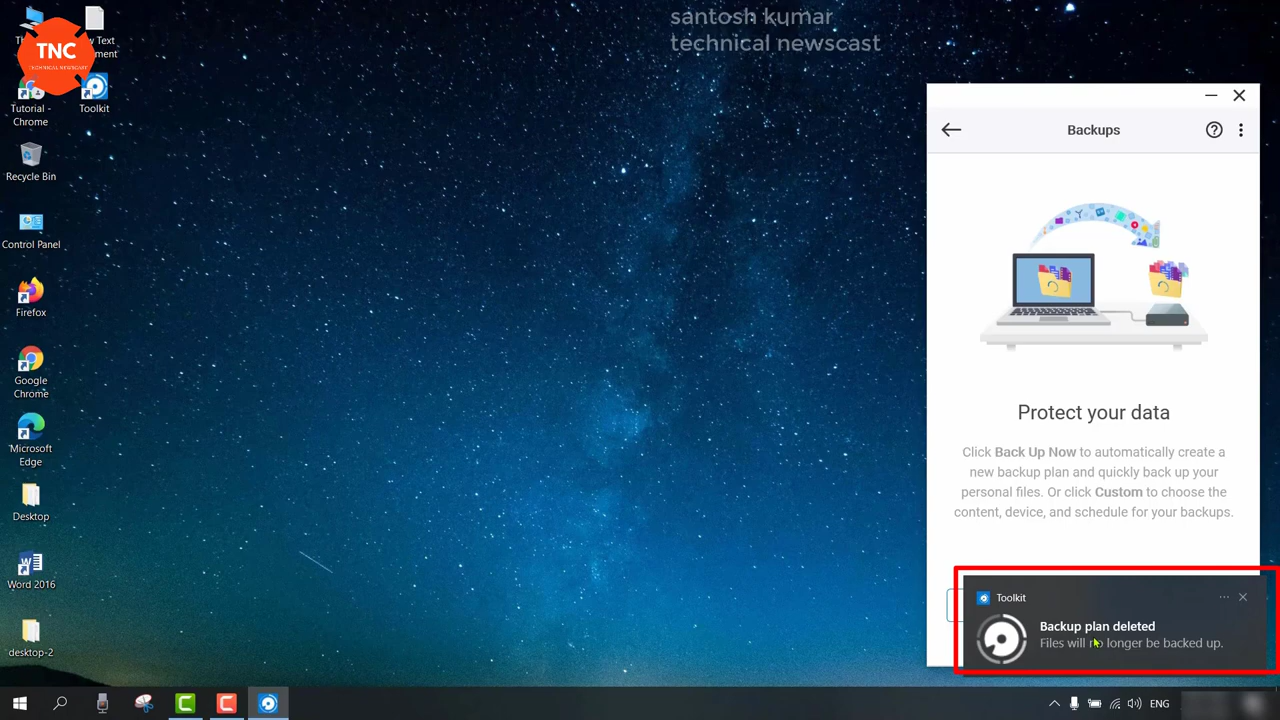 santosh kumar
technical newscast
TNC
TECHNICAL NEWSCAST
Tutorial -
Chrome
Toolkit
Recycle Bin
Control Panel
Firefox
Google
Chrome
Microsoft
Edge
Desktop
Word 2016
desktop-2
Backups
Protect your data
Click Back Up Now to automatically create a
new backup plan and quickly back up your
personal files. Or click Custom to choose the
content, device, and schedule for your backups.
Toolkit
Backup plan deleted
Files will no longer be backed up.
ENG